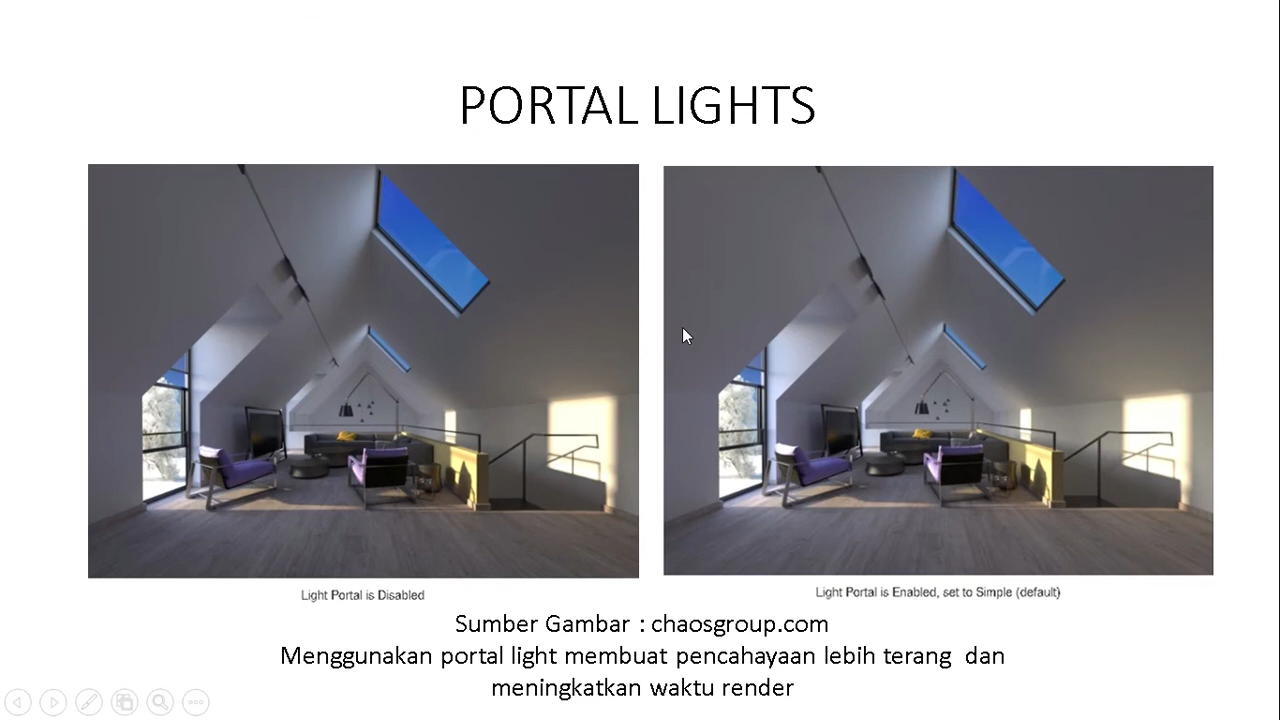 PORTAL LIGHTS
Light Portal is Disabled
Light Portal is Enabled, set to Simple (default)
Sumber Gambar : chaosgroup.com
Menggunakan portal light membuat pencahayaan lebih terang dan
meningkatkan waktu render